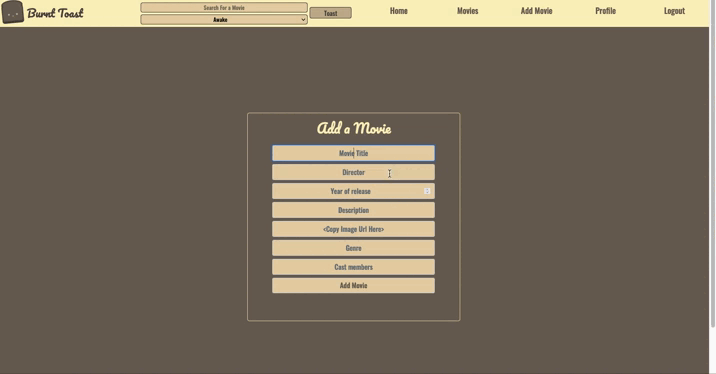 Burnt Toast
Search For a Movie
Awake
Toast
Home
Movies
Add Movie
Profile
Logout
Add a Movie
Movie Title
Director
Year of release
Description
<Copy Image Url Here>
Genre
Cast members
Add Movie